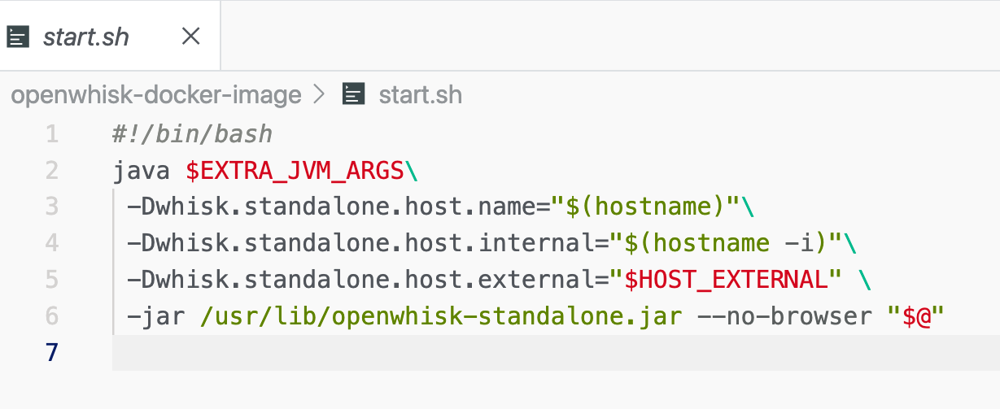 start.sh
openwhisk-docker-image > start.sh
1 #!/bin/bash
2 java $EXTRA_JVM_ARGS\
3  -Dwhisk.standalone.host.name="$(hostname)"\
4  -Dwhisk.standalone.host.internal="$(hostname -i)"\
5  -Dwhisk.standalone.host.external="$HOST_EXTERNAL" \
6  -jar /usr/lib/openwhisk-standalone.jar --no-browser "$@"
7